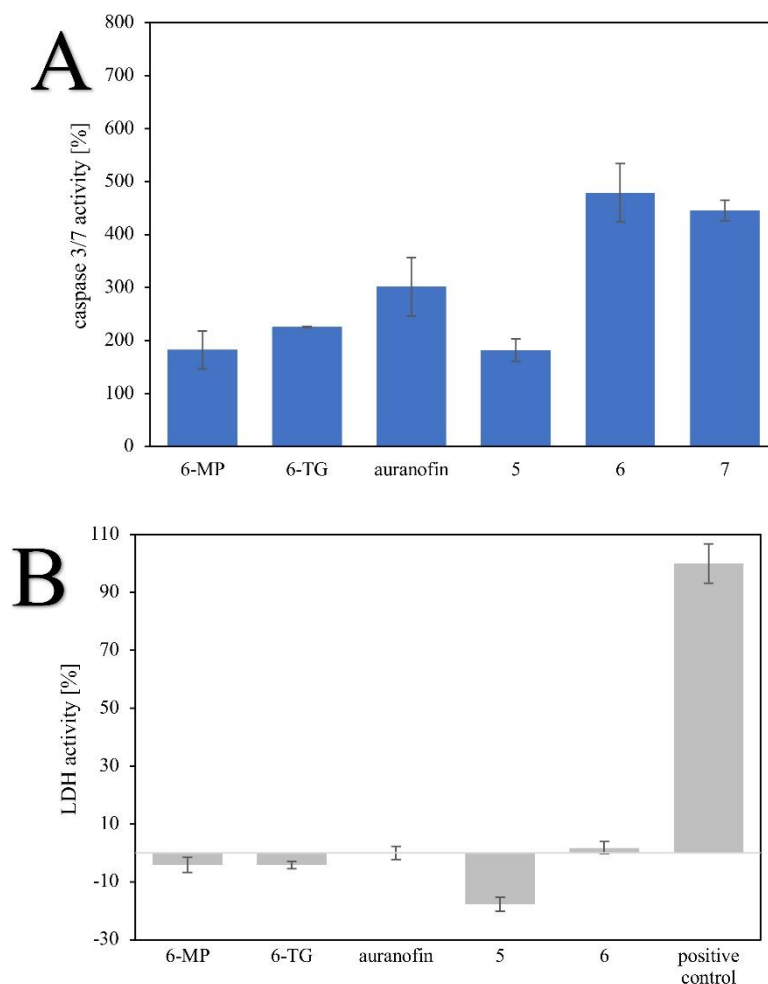 A
caspase 3/7 activity [%]
800
700
600
500
400
300
200
100
0
6-MP 6-TG auranofin 5 6 7
B
LDH activity [%]
110
90
70
50
30
10
-10
-30
6-MP 6-TG auranofin 5 6 positive
control